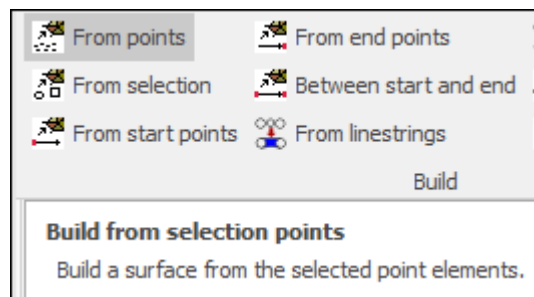 From points From end points
From selection Between start and end
From start points From linestrings
Build
Build from selection points
Build a surface from the selected point elements.